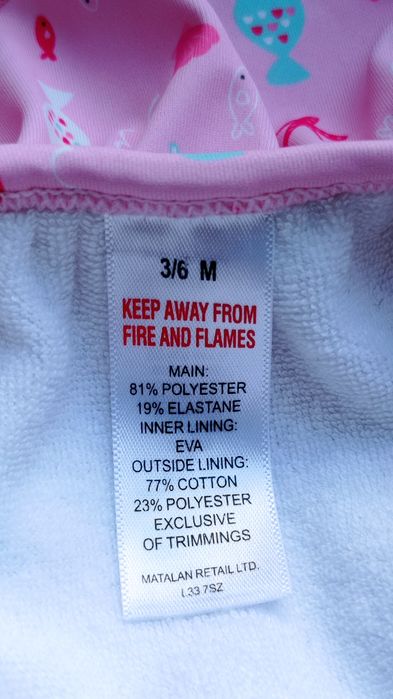 3/6 M
KEEP AWAY FROM
FIRE AND FLAMES
MAIN:
81% POLYESTER
19% ELASTANE
INNER LINING:
EVA
OUTSIDE LINING:
77% COTTON
23% POLYESTER
EXCLUSIVE
OF TRIMMINGS
MATALAN RETAIL LTD.
L33 7SZ